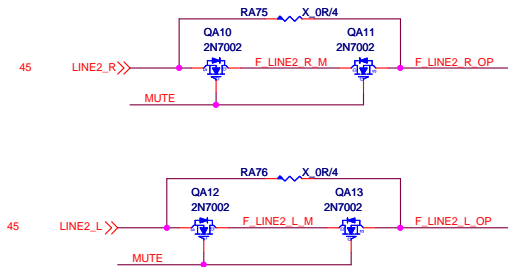 RA75 X_0R/4
QA10 QA11
2N7002 2N7002
45 LINE2_R F_LINE2_R_M F_LINE2_R_OP
MUTE
RA76 X_0R/4
QA12 QA13
2N7002 2N7002
45 LINE2_L F_LINE2_L_M F_LINE2_L_OP
MUTE